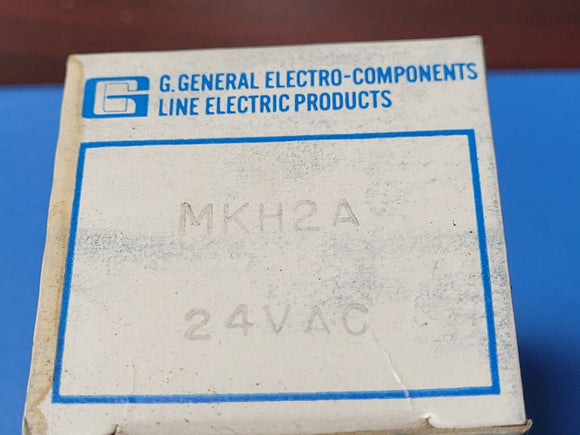 G G. GENERAL ELECTRO-COMPONENTS
LINE ELECTRIC PRODUCTS
MKH2A
24VAC